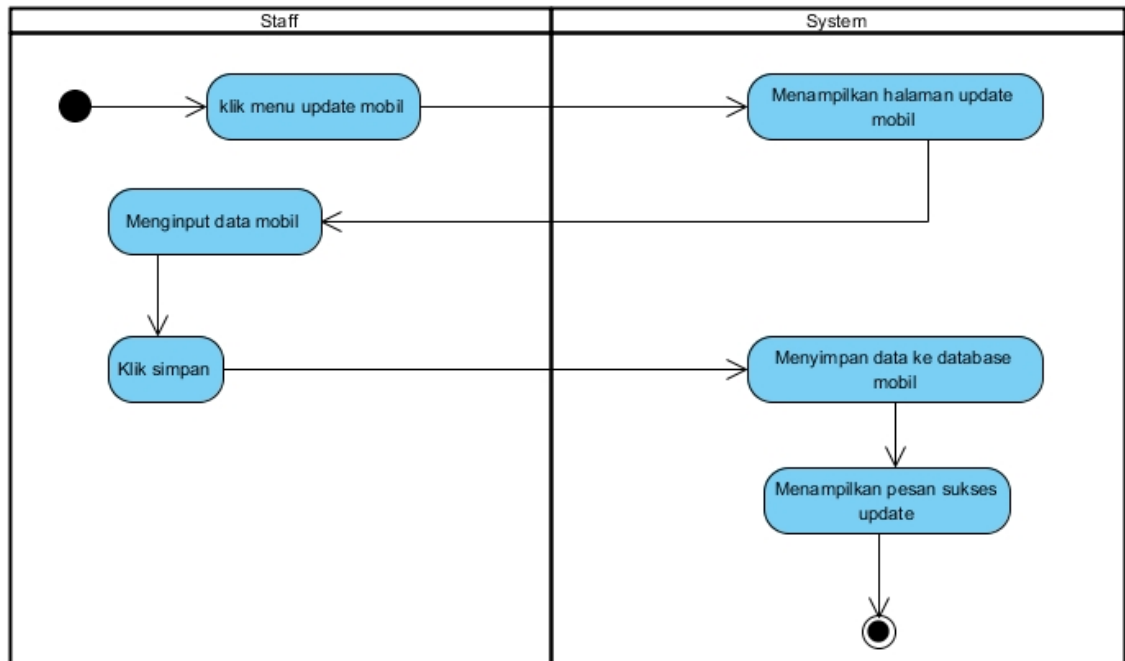 Staff
System
klik menu update mobil
Menampilkan halaman update
mobil
Menginput data mobil
Klik simpan
Menyimpan data ke database
mobil
Menampilkan pesan sukses
update